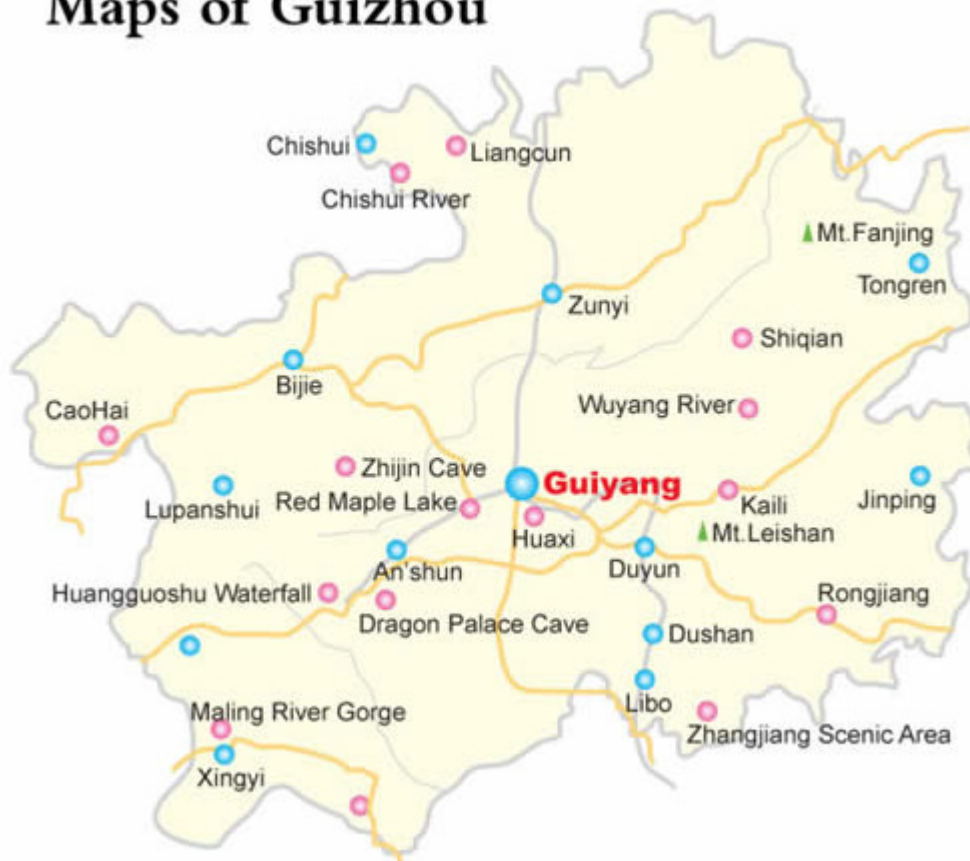 Maps of Guizhou
Chishui
Liangcun
Chishui River
Mt.Fanjing
Tongren
Zunyi
Shiqian
Bijie
CaoHai
Wuyang River
Zhijin Cave
Guiyang
Lupanshui
Red Maple Lake
Kaili
Jinping
Huaxi
Mt.Leishan
An'shun
Duyun
Huangguoshu Waterfall
Rongjiang
Dragon Palace Cave
Dushan
Libo
Maling River Gorge
Zhangjiang Scenic Area
Xingyi